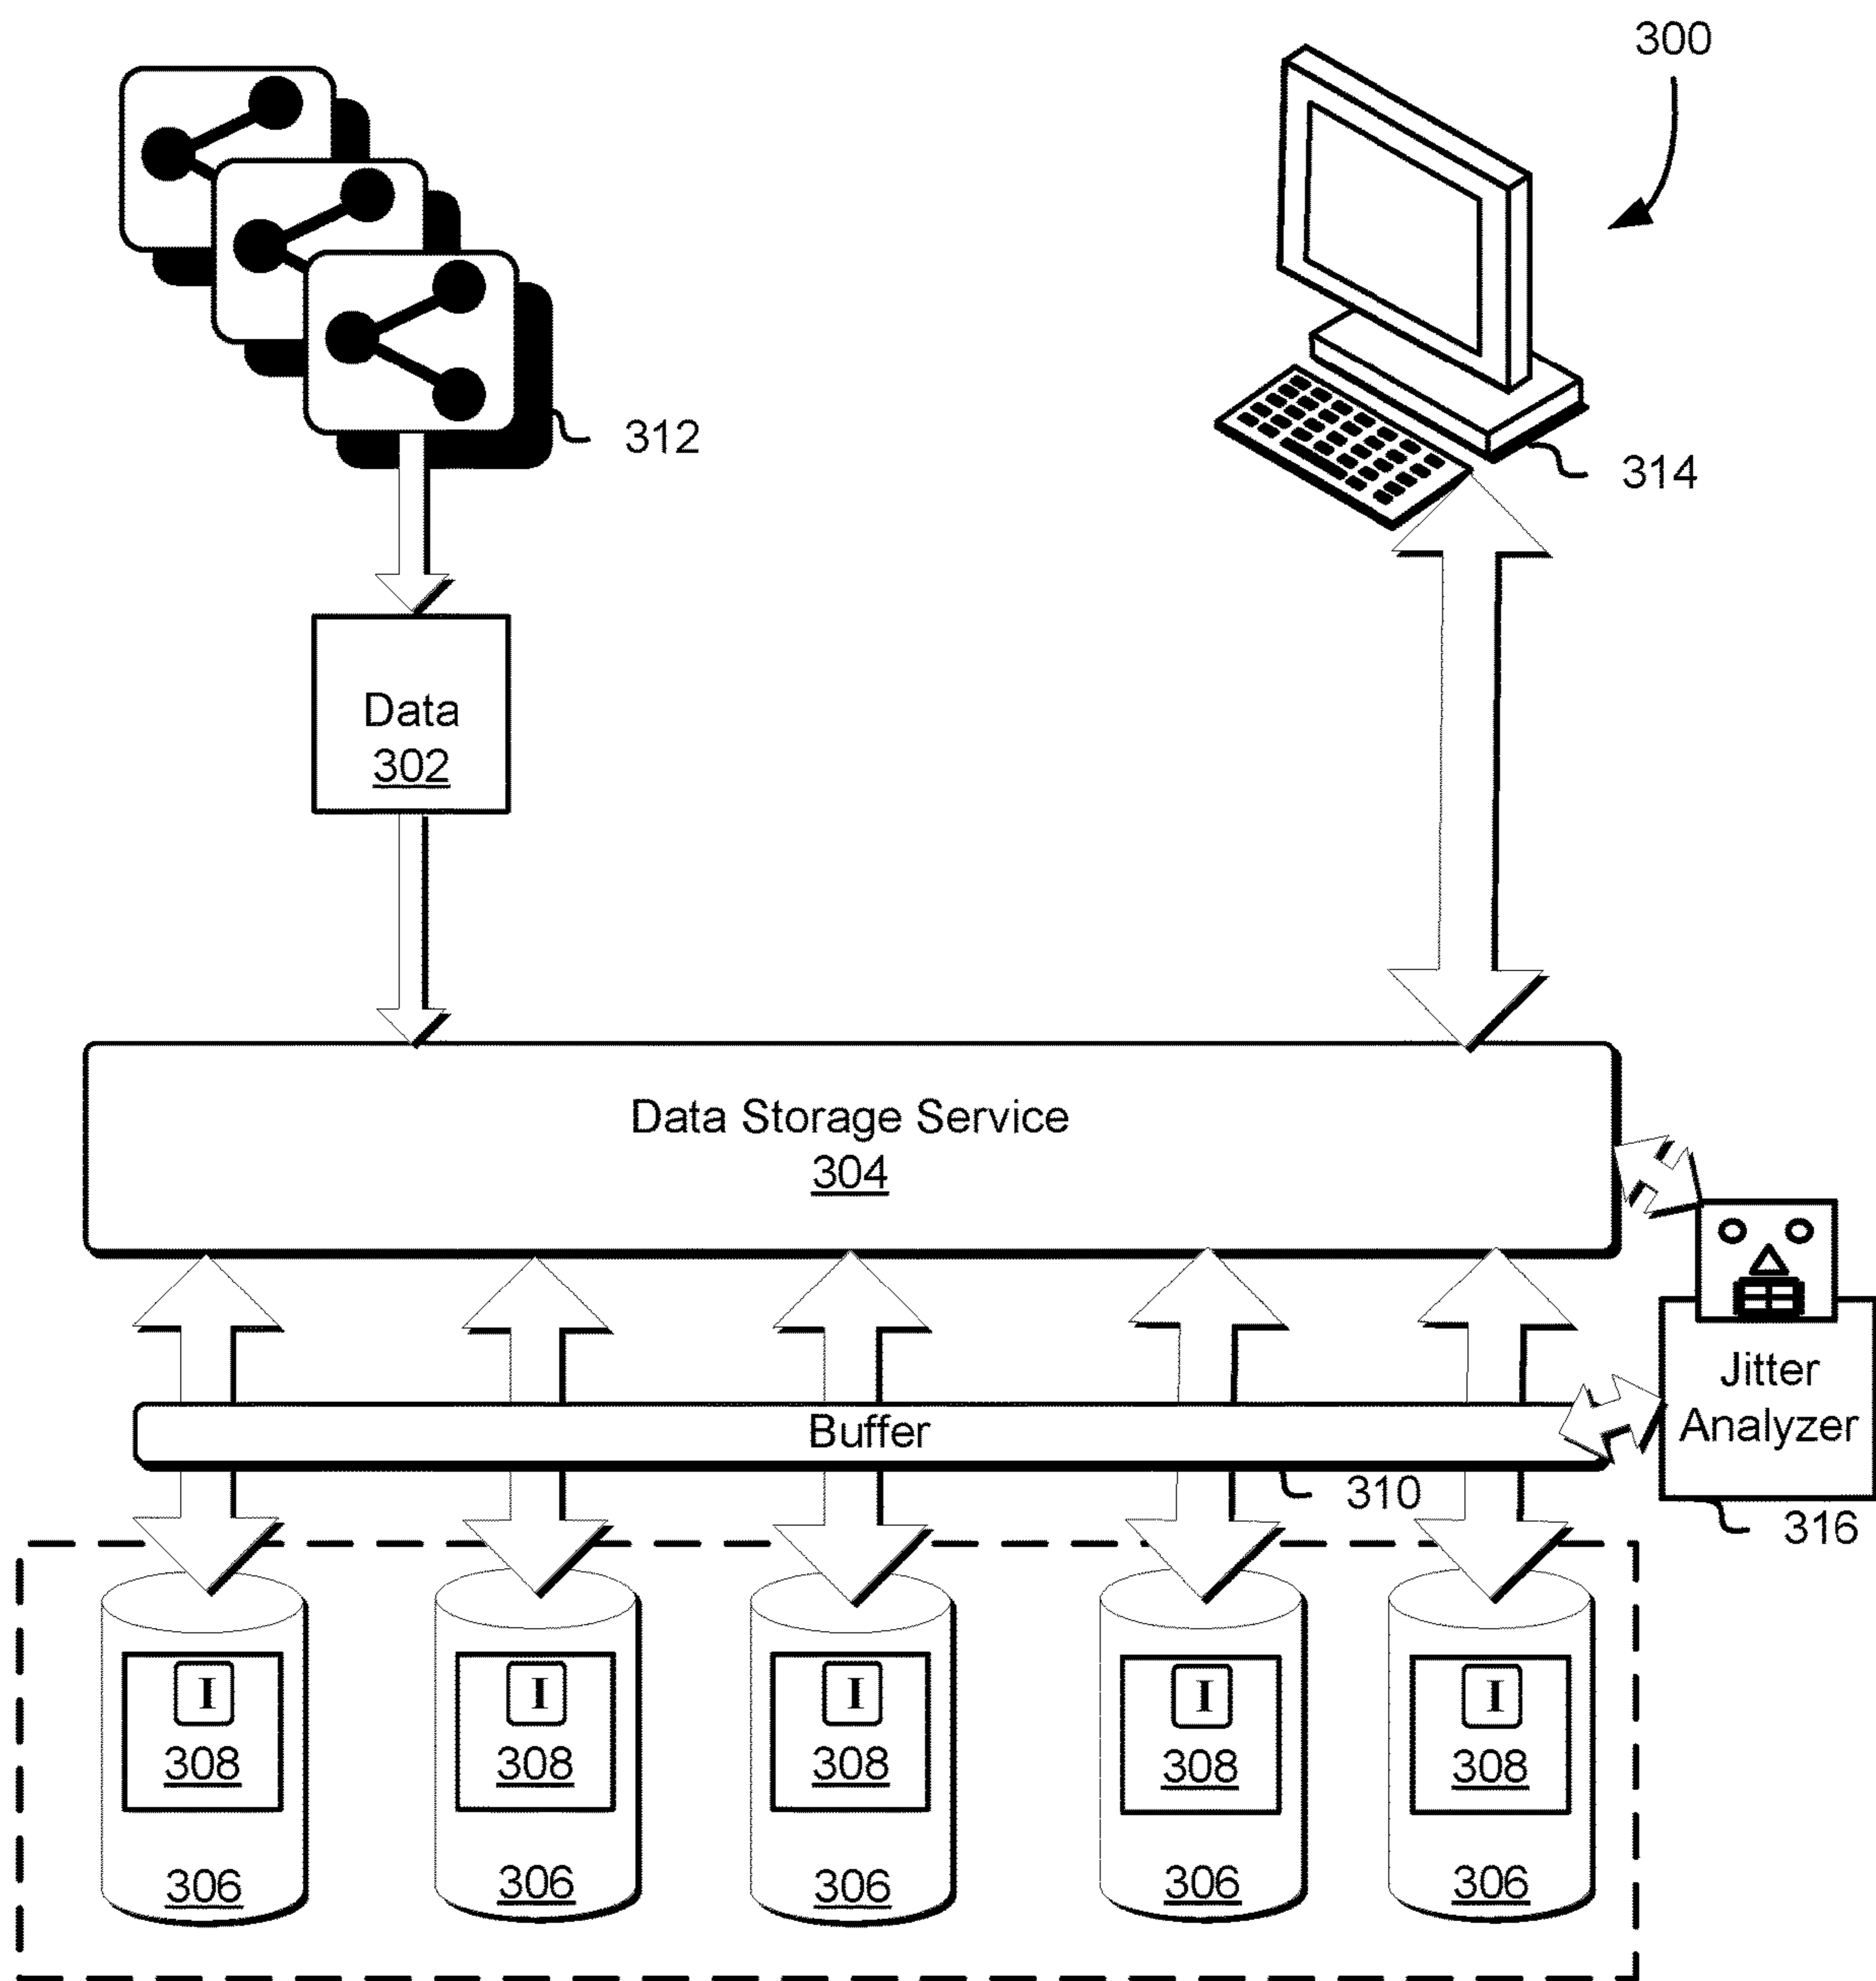 300
312
314
Data
302
Data Storage Service
304
Jitter
Analyzer
Buffer
310
316
I I I I I
308 308 308 308 308
306 306 306 306 306